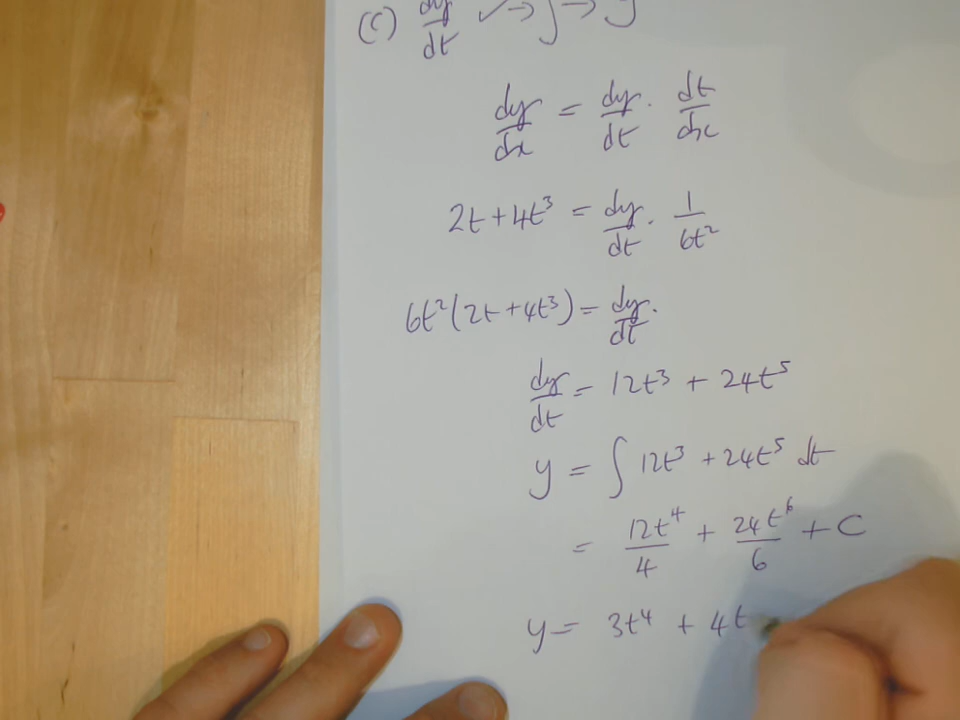 (c) dy/dt ✓ → ∫ → y
dy/dx = dy/dt · dt/dx
2t + 4t³ = dy/dt · 1/6t²
6t²(2t + 4t³) = dy/dt ·
dy/dt = 12t³ + 24t⁵
y = ∫ 12t³ + 24t⁵ dt
= 12t⁴/4 + 24t⁶/6 + C
y = 3t⁴ + 4t